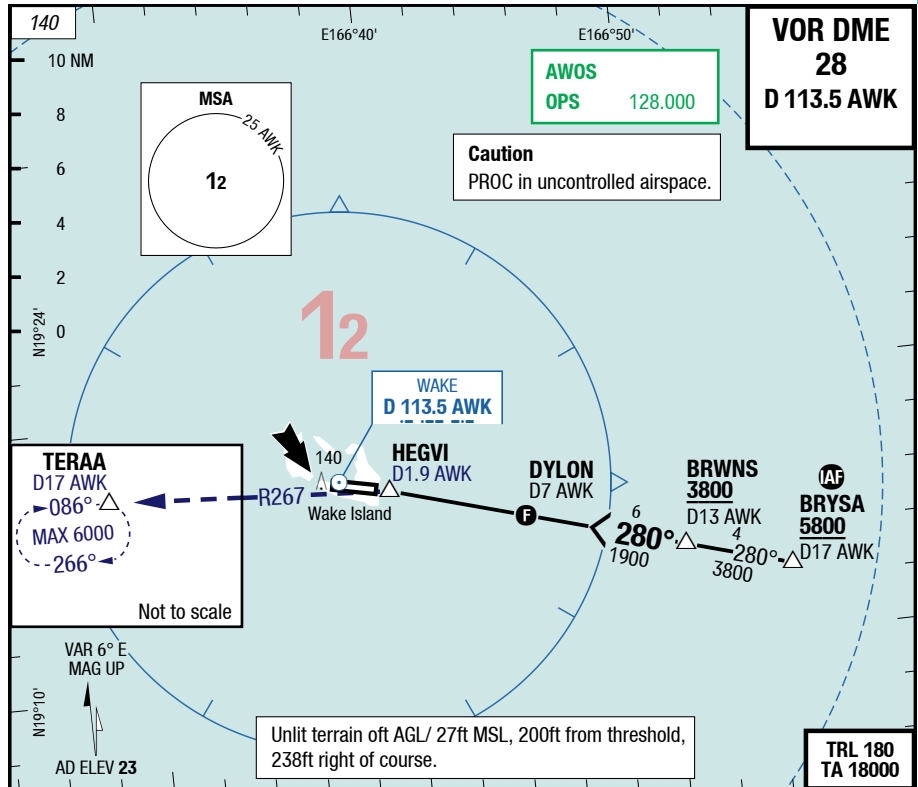 140
E166°40'
E166°50'
VOR DME
28
D 113.5 AWK
10 NM
8
6
4
2
0
MSA
25 AWK
12
AWOS
OPS 128.000
Caution
PROC in uncontrolled airspace.
N19°24'
12
WAKE
D 113.5 AWK
TERAA
D17 AWK
086°
MAX 6000
266°
Not to scale
R267
140
Wake Island
HEGVI
D1.9 AWK
DYLON
D7 AWK
F
6
280°
1900
BRWNS
3800
D13 AWK
4
280°
3800
IAF
BRYSA
5800
D17 AWK
VAR 6° E
MAG UP
N19°10'
AD ELEV 23
Unlit terrain oft AGL/ 27ft MSL, 200ft from threshold,
238ft right of course.
TRL 180
TA 18000